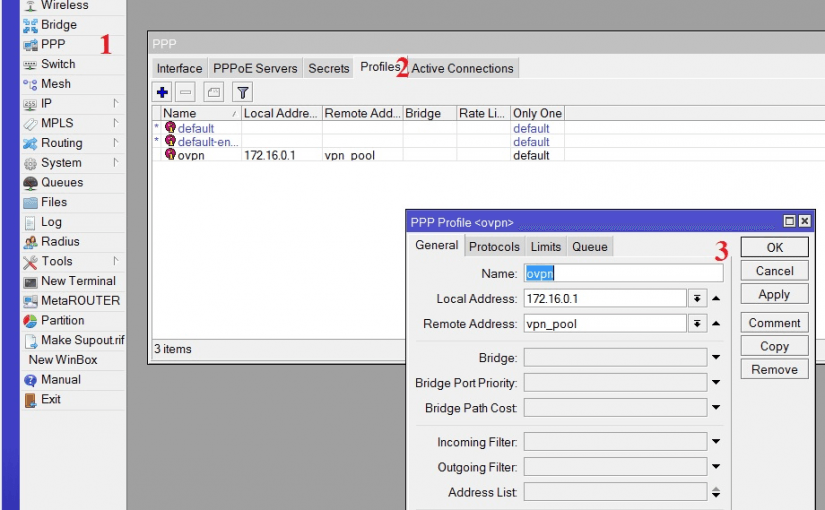 Wireless
Bridge
PPP 1
Switch
Mesh
IP
MPLS
Routing
System
Queues
Files
Log
Radius
Tools
New Terminal
MetaROUTER
Partition
Make Supout.rif
New WinBox
Manual
Exit
PPP
Interface PPPoE Servers Secrets Profiles 2 Active Connections
Name Local Addre... Remote Add... Bridge Rate Li... Only One
* default default
* default-en... default
ovpn 172.16.0.1 vpn_pool default
3 items
PPP Profile <ovpn>
General Protocols Limits Queue 3
Name: ovpn
Local Address: 172.16.0.1
Remote Address: vpn_pool
Bridge:
Bridge Port Priority:
Bridge Path Cost:
Incoming Filter:
Outgoing Filter:
Address List:
OK
Cancel
Apply
Comment
Copy
Remove